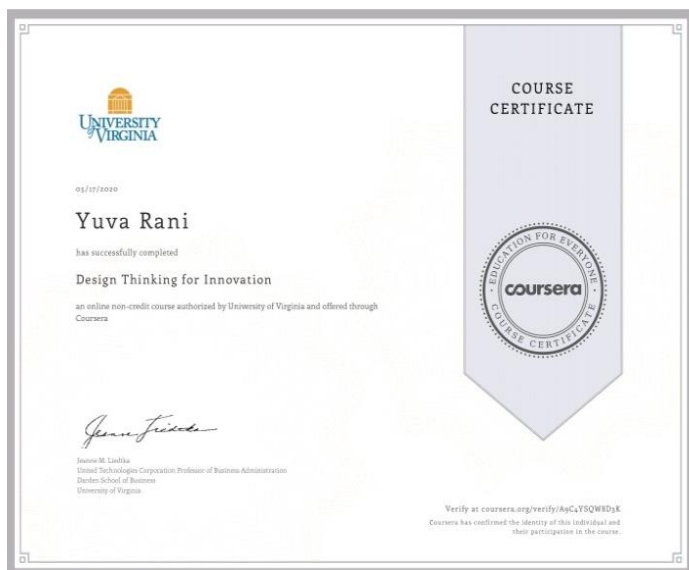 UNIVERSITY
of VIRGINIA
05/17/2020
Yuva Rani
has successfully completed
Design Thinking for Innovation
an online non-credit course authorized by University of Virginia and offered through
Coursera
Jeanne M. Liedtka
United Technologies Corporation Professor of Business Administration
Darden School of Business
University of Virginia
COURSE
CERTIFICATE
EDUCATION FOR EVERYONE
coursera
COURSE CERTIFICATE
Verify at coursera.org/verify/A9C4YSQW8D3K
Coursera has confirmed the identity of this individual and
their participation in the course.